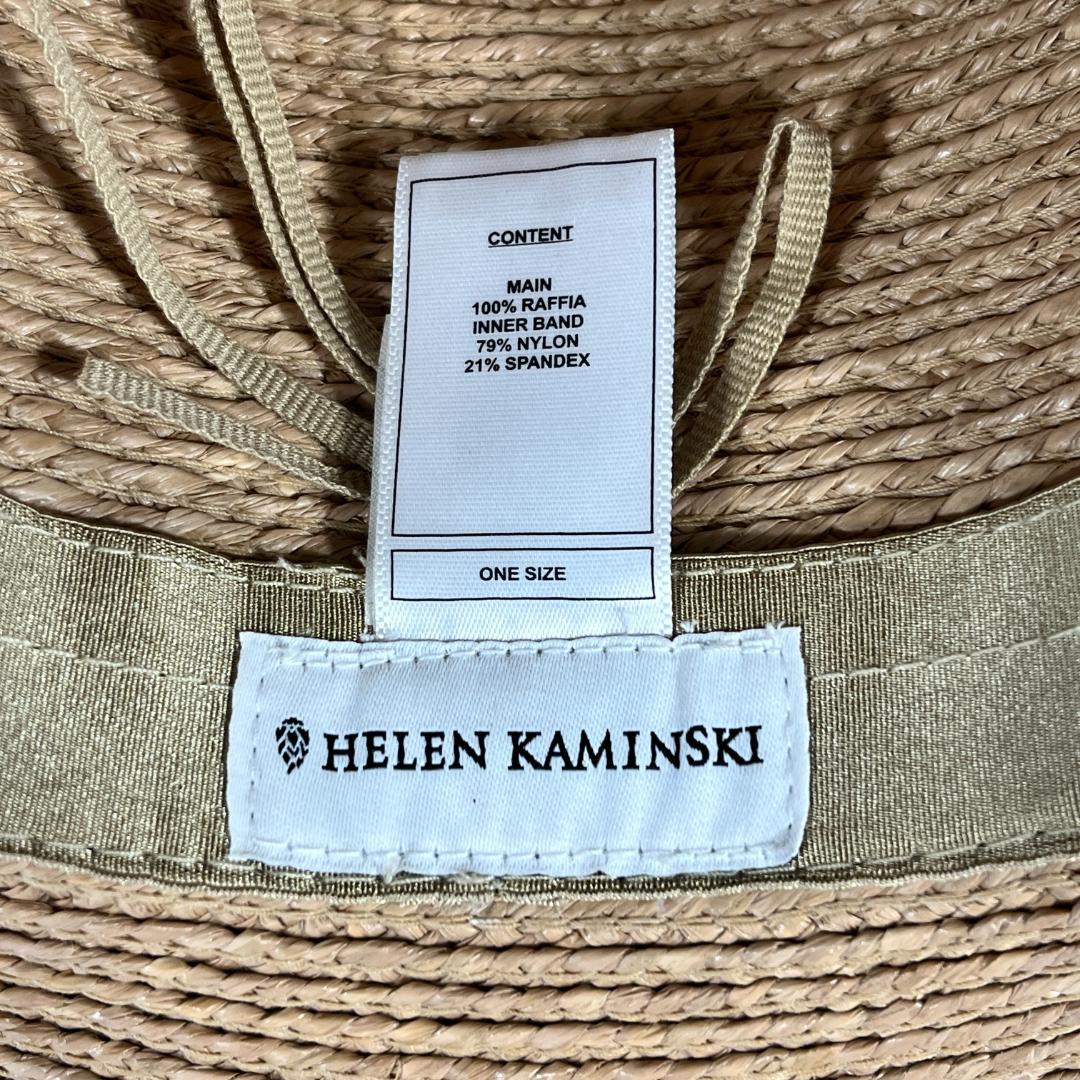 CONTENT
MAIN
100% RAFFIA
INNER BAND
79% NYLON
21% SPANDEX
ONE SIZE
HELEN KAMINSKI